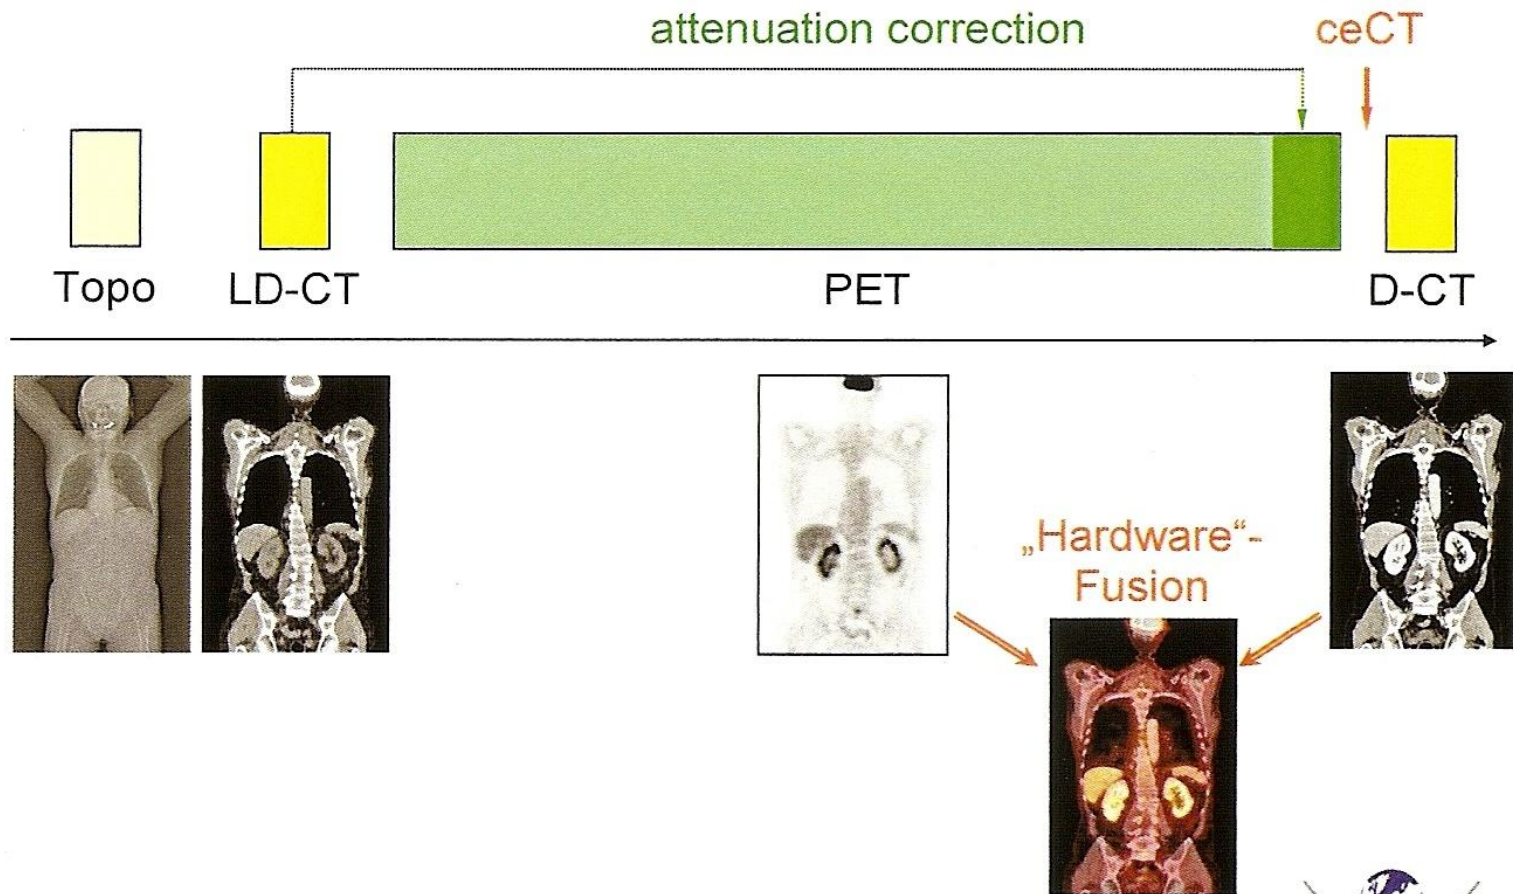 attenuation correction
ceCT
Topo
LD-CT
PET
D-CT
„Hardware“-
Fusion